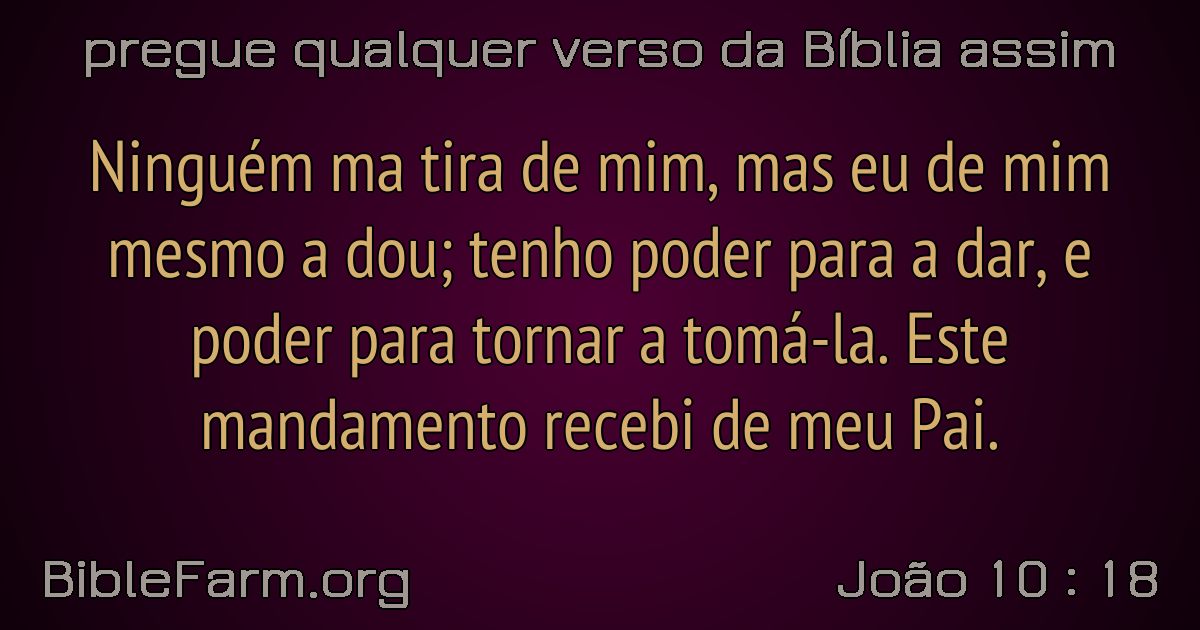 pregue qualquer verso da Bíblia assim
Ninguém ma tira de mim, mas eu de mim
mesmo a dou; tenho poder para a dar, e
poder para tornar a tomá-la. Este
mandamento recebi de meu Pai.
BibleFarm.org
João 10 : 18